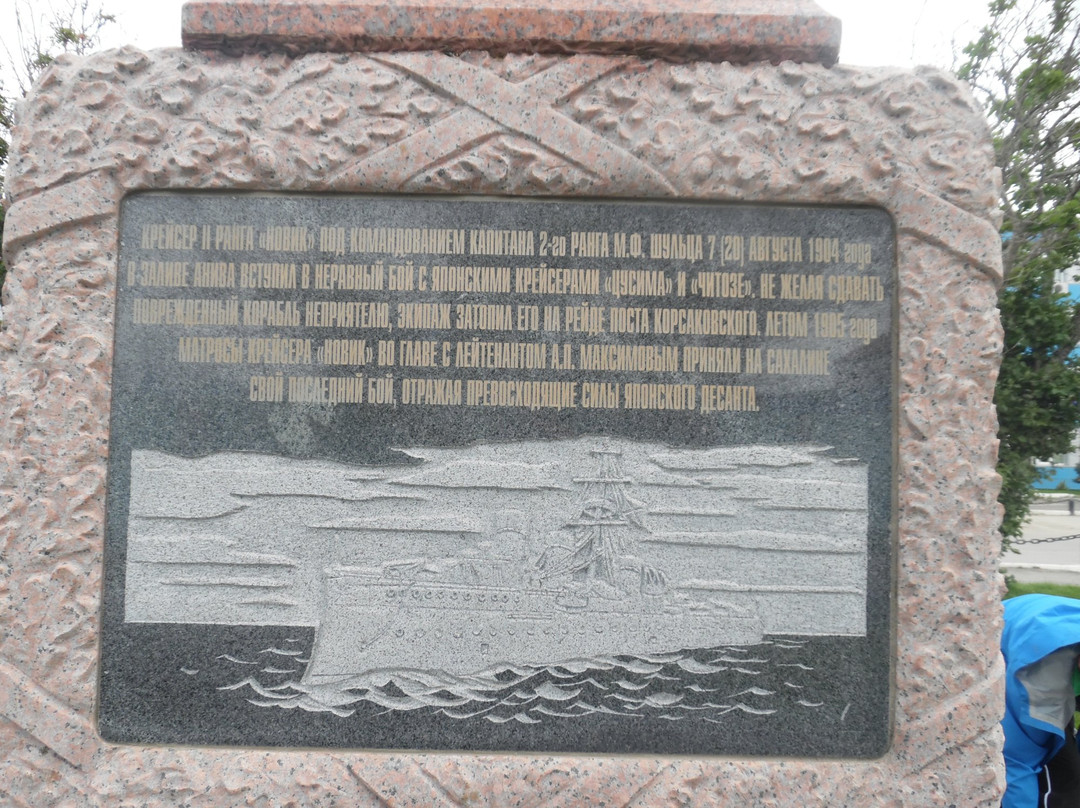 КРЕЙСЕР II РАНГА «НОВИК» ПОД КОМАНДОВАНИЕМ КАПИТАНА 2-го РАНГА М.Ф. ШУЛЬЦА 7 (20) АВГУСТА 1904 года
В ЗАЛИВЕ АНИВА ВСТУПИЛ В НЕРАВНЫЙ БОЙ С ЯПОНСКИМИ КРЕЙСЕРАМИ «ЦУСИМА» И «ЧИТОЗЕ». НЕ ЖЕЛАЯ СДАВАТЬ
ПОВРЕЖДЕННЫЙ КОРАБЛЬ НЕПРИЯТЕЛЮ, ЭКИПАЖ ЗАТОПИЛ ЕГО НА РЕЙДЕ ПОСТА КОРСАКОВСКОГО. ЛЕТОМ 1905 года
МАТРОСЫ КРЕЙСЕРА «НОВИК» ВО ГЛАВЕ С ЛЕЙТЕНАНТОМ А.П. МАКСИМОВЫМ ПРИНЯЛИ НА САХАЛИНЕ
СВОЙ ПОСЛЕДНИЙ БОЙ, ОТРАЖАЯ ПРЕВОСХОДЯЩИЕ СИЛЫ ЯПОНСКОГО ДЕСАНТА.